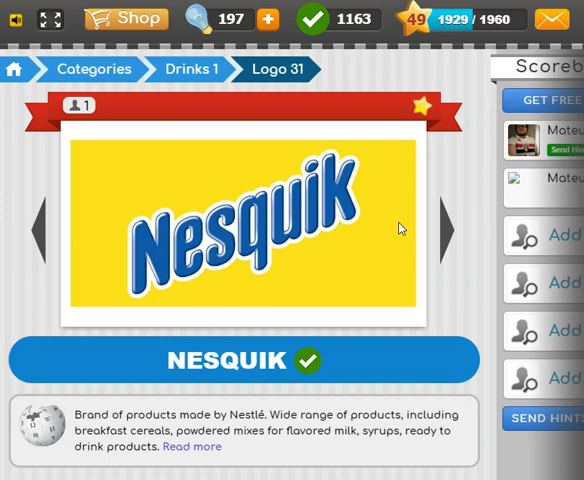 Shop
197
+
1163
49
1929 / 1960
Categories
Drinks 1
Logo 31
Scoreb
1
GET FREE
Nesquik
Mateu
Send Hin
Mateu
Add
Add
Add
Add
NESQUIK
SEND HINTS
Brand of products made by Nestlé. Wide range of products, including
breakfast cereals, powdered mixes for flavored milk, syrups, ready to
drink products. Read more